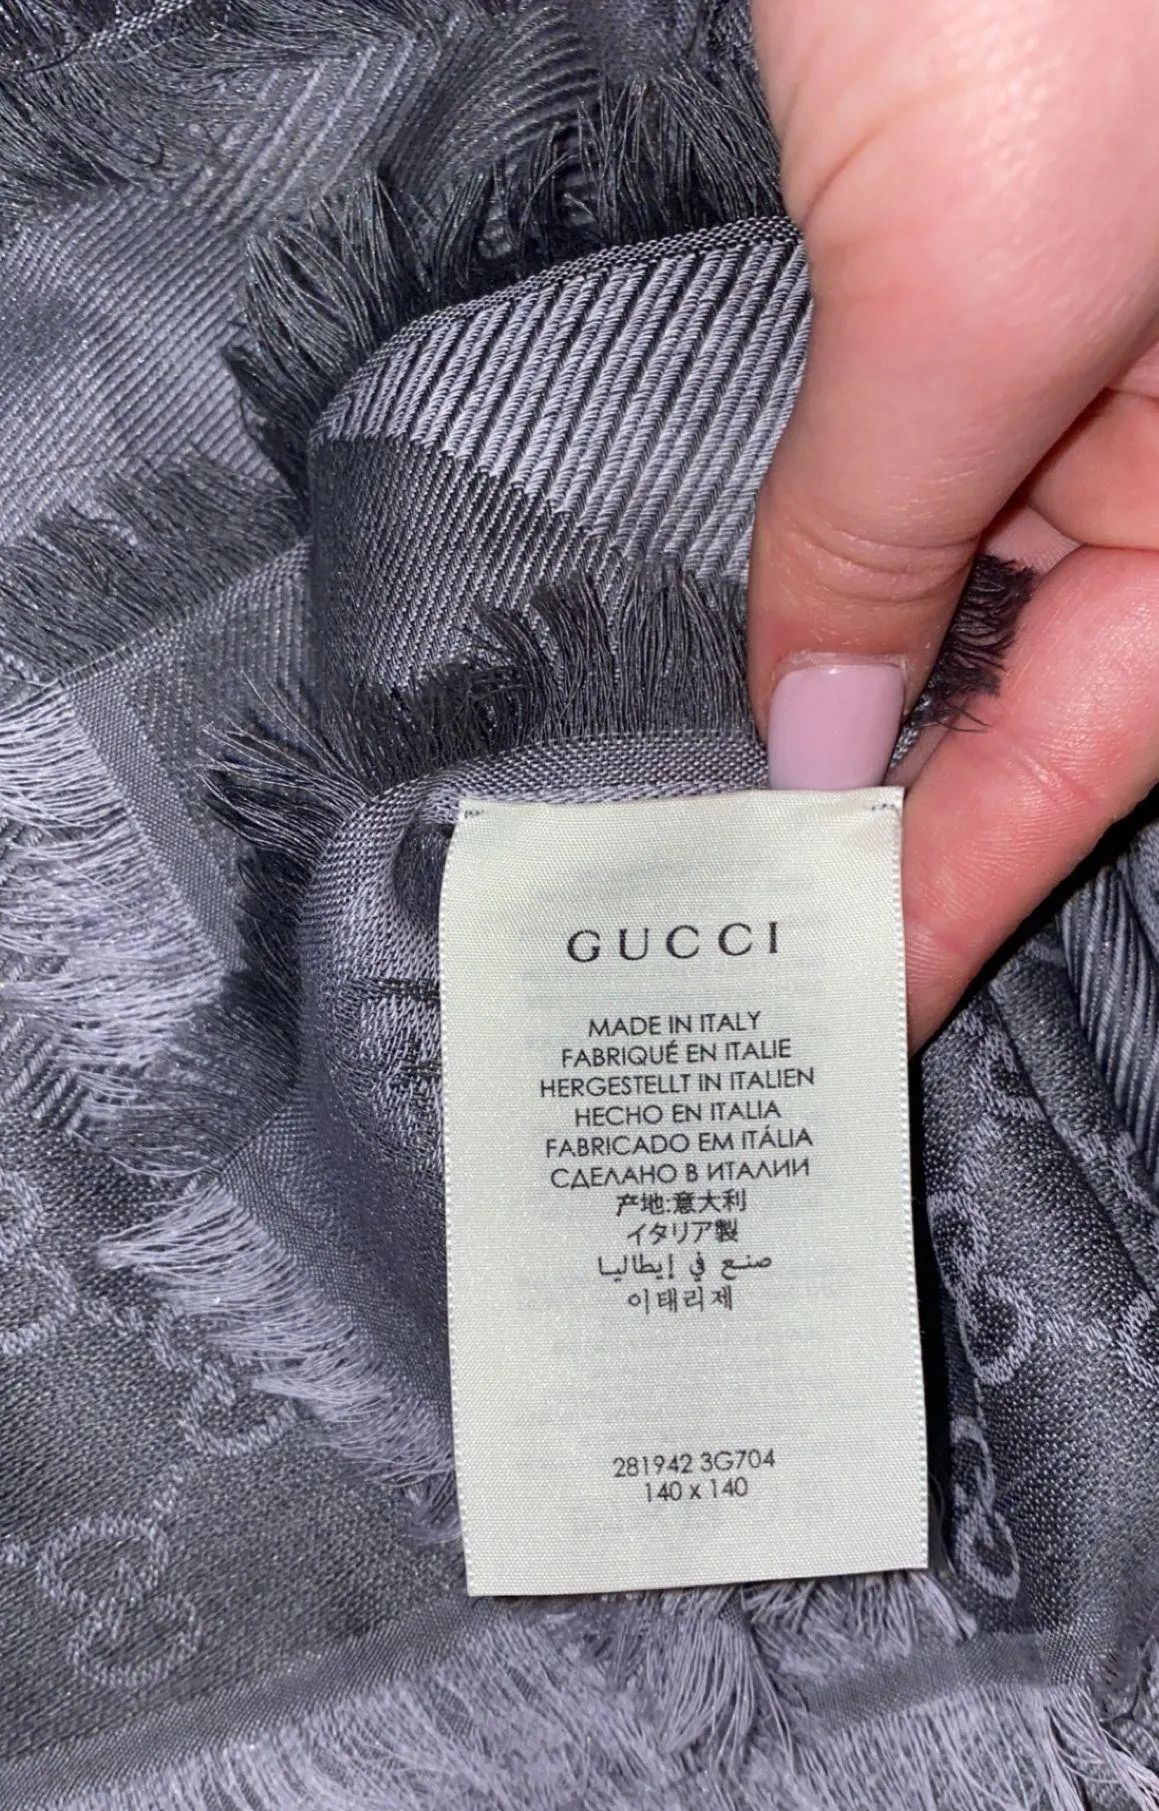 GUCCI
MADE IN ITALY
FABRIQUÉ EN ITALIE
HERGESTELLT IN ITALIEN
HECHO EN ITALIA
FABRICADO EM ITÁLIA
СДЕЛАНО В ИТАЛИИ
产地:意大利
イタリア製
صنع في إيطاليا
이태리제
281942 3G704
140 x 140